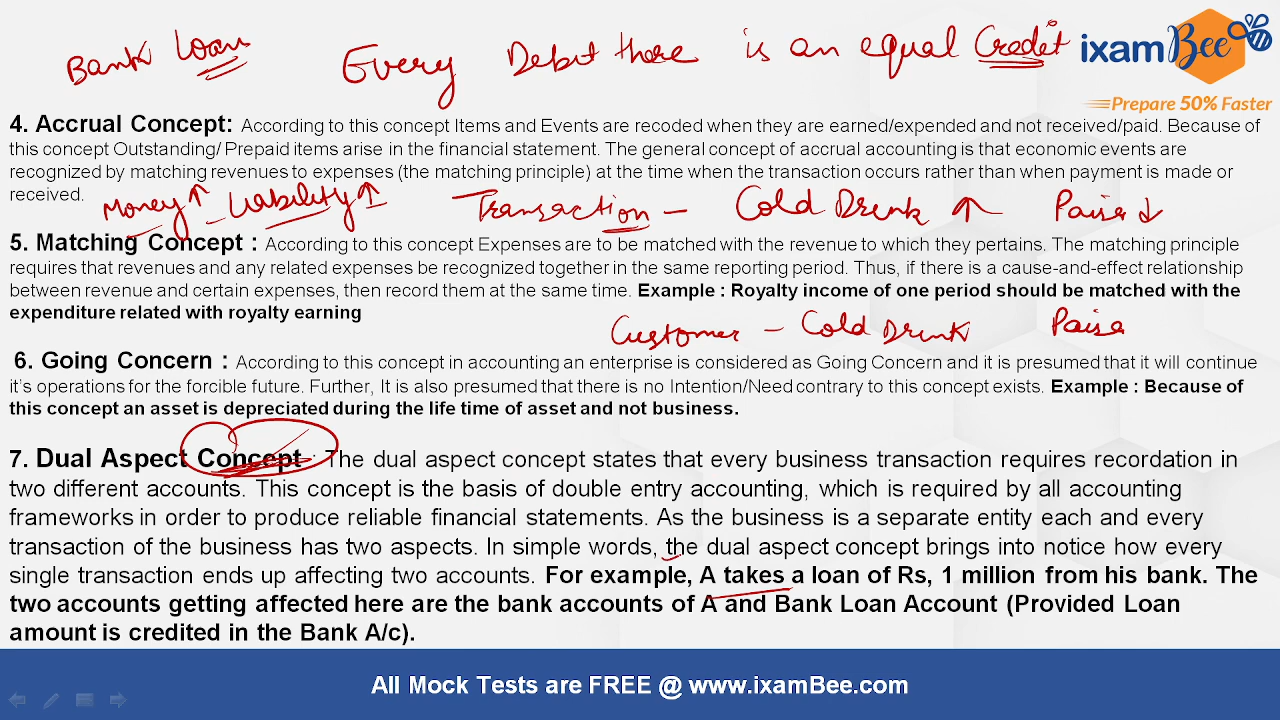 Bank Loan Every Debit there is an equal Credit
ixamBee
Prepare 50% Faster
4. Accrual Concept: According to this concept Items and Events are recoded when they are earned/expended and not received/paid. Because of
this concept Outstanding/ Prepaid items arise in the financial statement. The general concept of accrual accounting is that economic events are
recognized by matching revenues to expenses (the matching principle) at the time when the transaction occurs rather than when payment is made or
received.
Money ↑ – Liability ↑ Transaction – Cold Drink ↑ Paisa ↓
5. Matching Concept : According to this concept Expenses are to be matched with the revenue to which they pertains. The matching principle
requires that revenues and any related expenses be recognized together in the same reporting period. Thus, if there is a cause-and-effect relationship
between revenue and certain expenses, then record them at the same time. Example : Royalty income of one period should be matched with the
expenditure related with royalty earning
Customer – Cold Drink Paisa
6. Going Concern : According to this concept in accounting an enterprise is considered as Going Concern and it is presumed that it will continue
it's operations for the forcible future. Further, It is also presumed that there is no Intention/Need contrary to this concept exists. Example : Because of
this concept an asset is depreciated during the life time of asset and not business.
7. Dual Aspect Concept : The dual aspect concept states that every business transaction requires recordation in
two different accounts. This concept is the basis of double entry accounting, which is required by all accounting
frameworks in order to produce reliable financial statements. As the business is a separate entity each and every
transaction of the business has two aspects. In simple words, the dual aspect concept brings into notice how every
single transaction ends up affecting two accounts. For example, A takes a loan of Rs, 1 million from his bank. The
two accounts getting affected here are the bank accounts of A and Bank Loan Account (Provided Loan
amount is credited in the Bank A/c).
All Mock Tests are FREE @ www.ixamBee.com